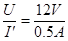 U/I' = 12V/0.5A